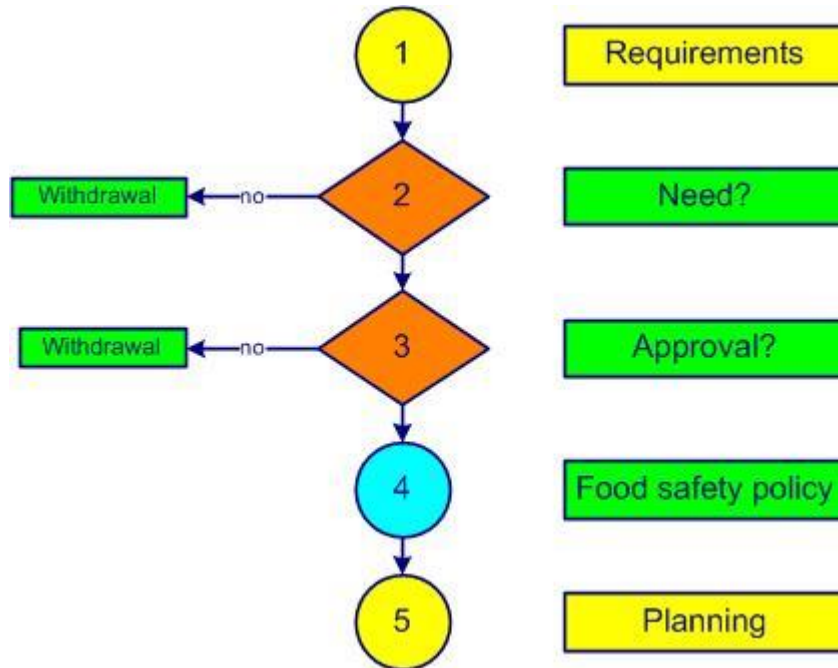 1
Requirements
Withdrawal
no
2
Need?
Withdrawal
no
3
Approval?
4
Food safety policy
5
Planning